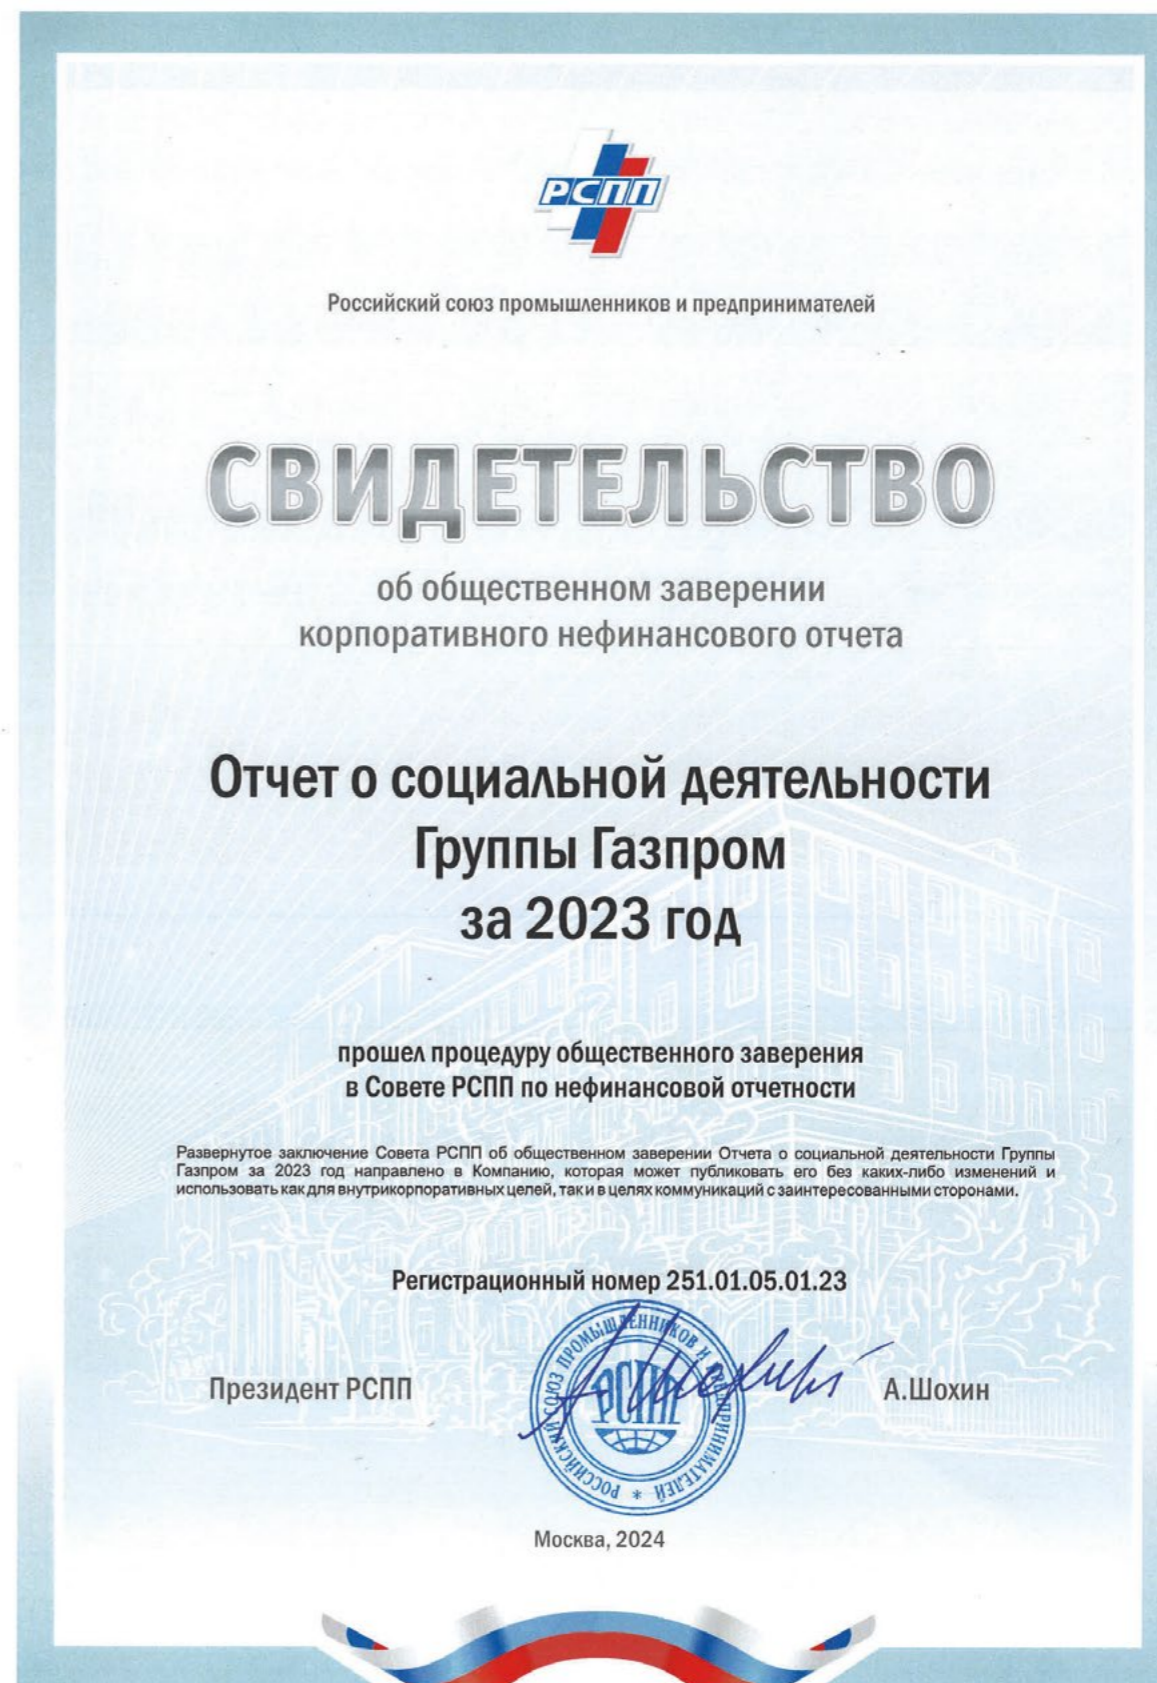 РСПП
Российский союз промышленников и предпринимателей
СВИДЕТЕЛЬСТВО
об общественном заверении
корпоративного нефинансового отчета
Отчет о социальной деятельности
Группы Газпром
за 2023 год
прошел процедуру общественного заверения
в Совете РСПП по нефинансовой отчетности
Развернутое заключение Совета РСПП об общественном заверении Отчета о социальной деятельности Группы
Газпром за 2023 год направлено в Компанию, которая может публиковать его без каких-либо изменений и
использовать как для внутрикорпоративных целей, так и в целях коммуникаций с заинтересованными сторонами.
Регистрационный номер 251.01.05.01.23
РОССИЙСКИЙ СОЮЗ ПРОМЫШЛЕННИКОВ И ПРЕДПРИНИМАТЕЛЕЙ *
РСПП
Президент РСПП
А.Шохин
Москва, 2024